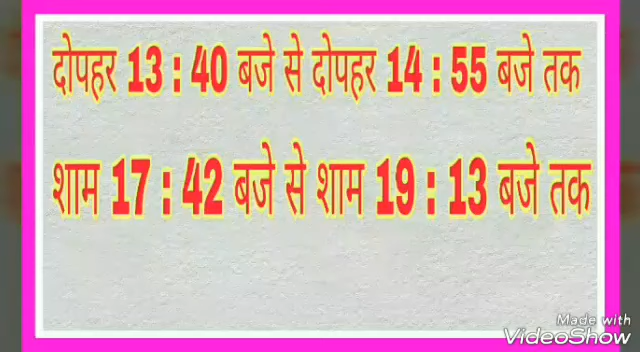 दोपहर 13 : 40 बजे से दोपहर 14 : 55 बजे तक
शाम 17 : 42 बजे से शाम 19 : 13 बजे तक
Made with
VideoShow